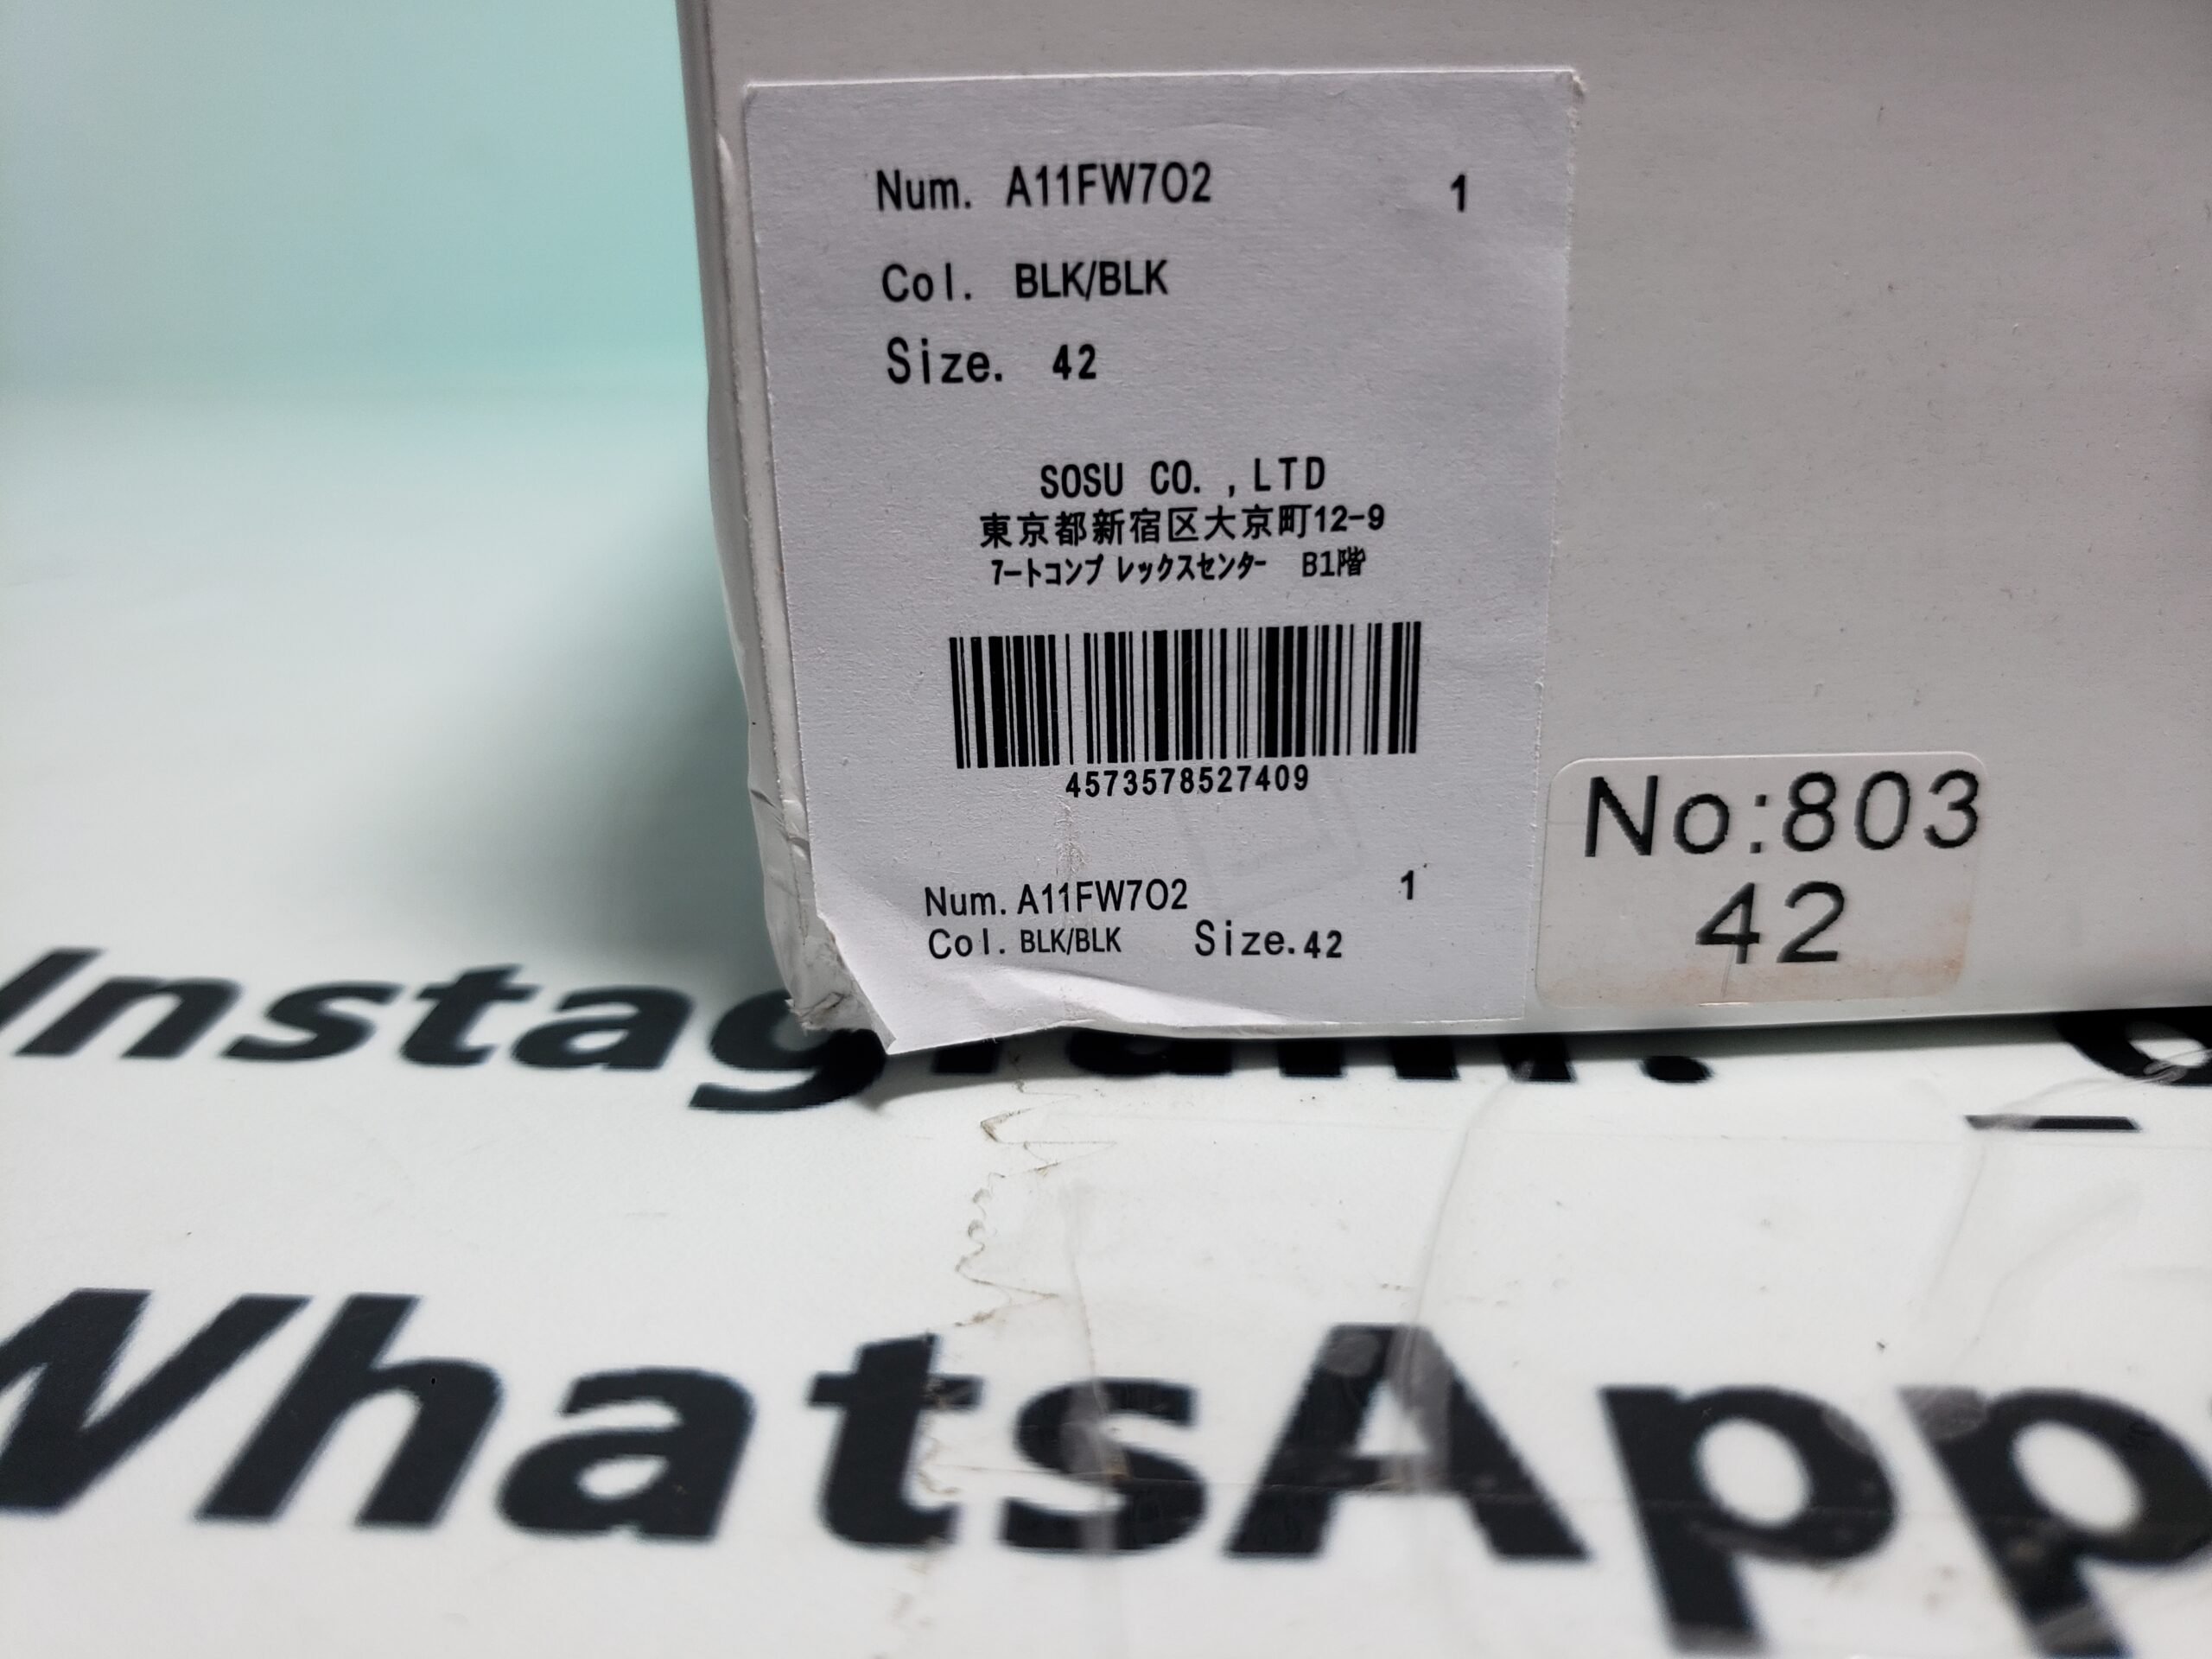 Num. A11FW7O2 1
Col. BLK/BLK
Size. 42
SOSU CO. ,LTD
東京都新宿区大京町12-9
7ートコンプレックスセンター B1階
4573578527409
Num. A11FW7O2 1
Col. BLK/BLK Size. 42
No:803
42
Instagram:
WhatsApp